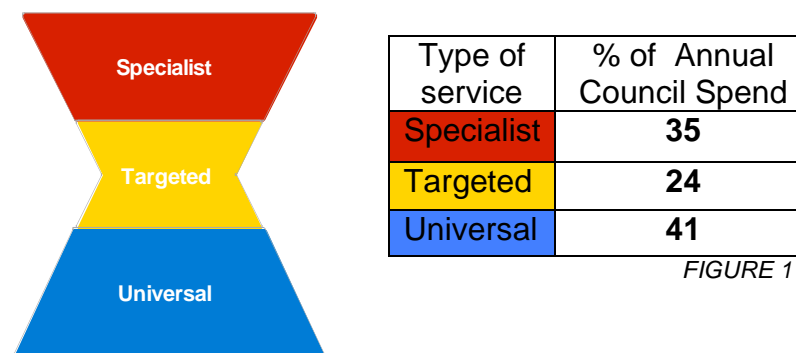 Specialist
Targeted
Universal
Type of service % of Annual Council Spend
Specialist 35
Targeted 24
Universal 41
FIGURE 1